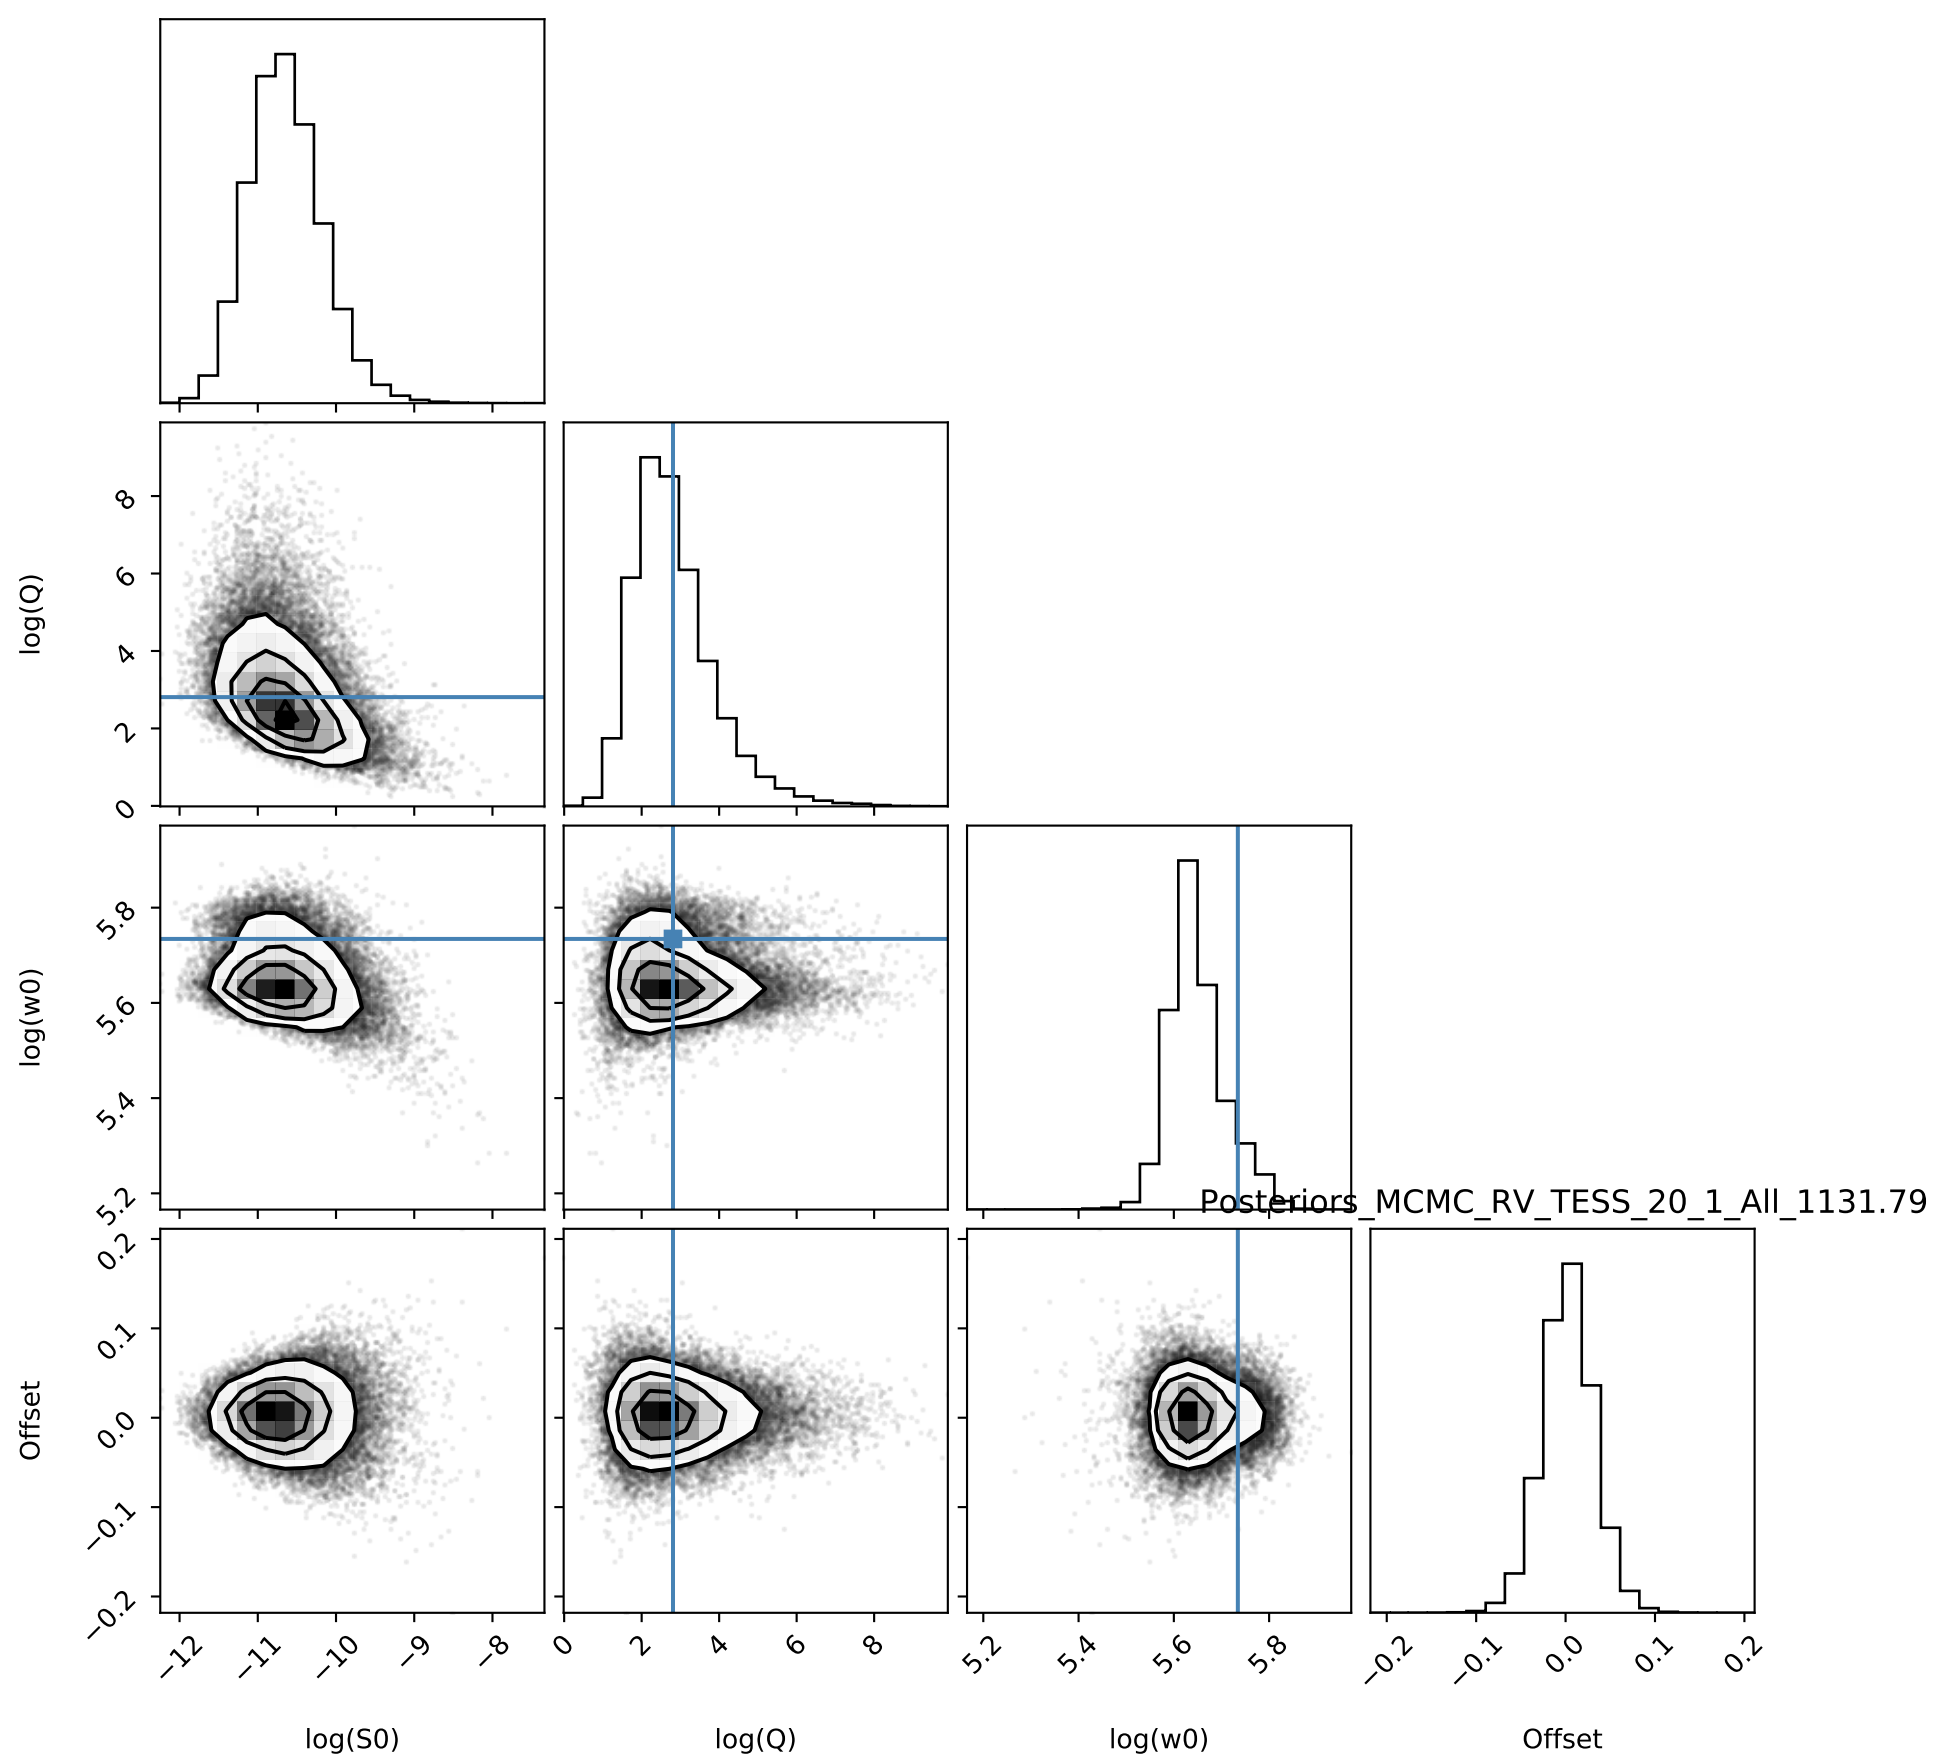 8
6
4
2
0
log(Q)
5.8
5.6
5.4
5.2
log(w0)
Posteriors_MCMC_RV_TESS_20_1_All_1131.79
0.2
0.1
0.0
−0.1
−0.2
Offset
−12 −11 −10 −9 −8 0 2 4 6 8 5.2 5.4 5.6 5.8 −0.2 −0.1 0.0 0.1 0.2
log(S0) log(Q) log(w0) Offset